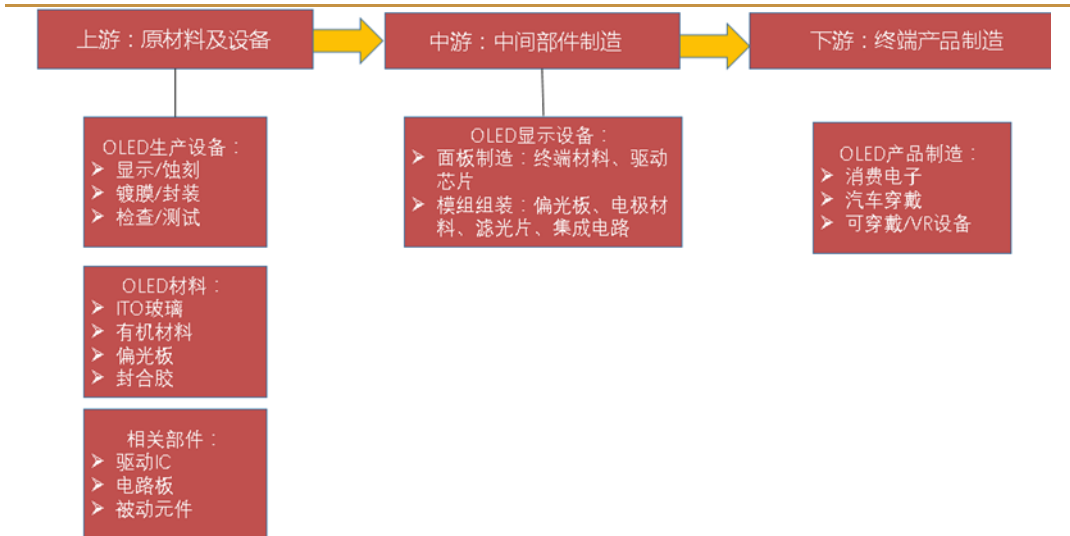 上游：原材料及设备
中游：中间部件制造
下游：终端产品制造
OLED生产设备：
➢ 显示/蚀刻
➢ 镀膜/封装
➢ 检查/测试
OLED材料：
➢ ITO玻璃
➢ 有机材料
➢ 偏光板
➢ 封合胶
相关部件：
➢ 驱动IC
➢ 电路板
➢ 被动元件
OLED显示设备：
➢ 面板制造：终端材料、驱动
芯片
➢ 模组组装：偏光板、电极材
料、滤光片、集成电路
OLED产品制造：
➢ 消费电子
➢ 汽车穿戴
➢ 可穿戴/VR设备